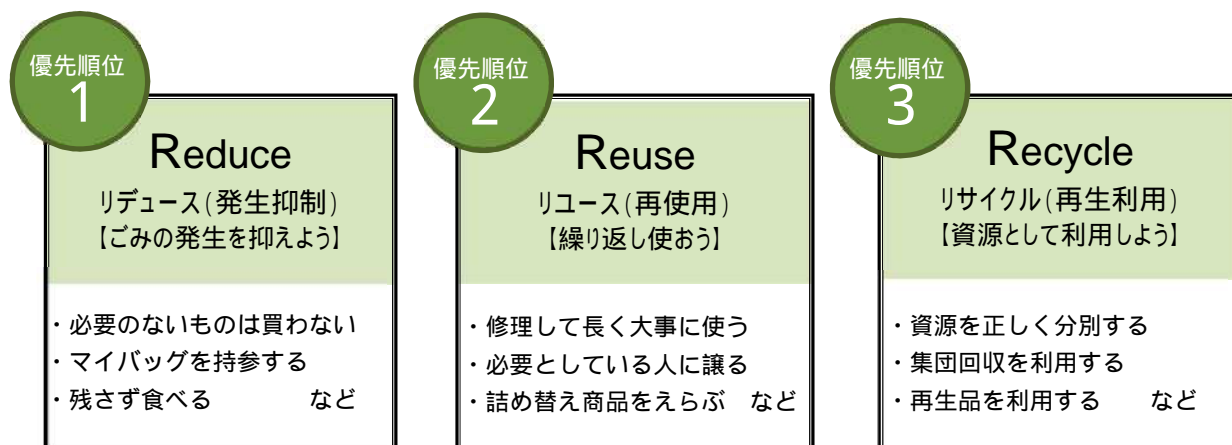 優先順位
1
Reduce
リデュース(発生抑制)
【ごみの発生を抑えよう】
・必要のないものは買わない
・マイバッグを持参する
・残さず食べる など
優先順位
2
Reuse
リユース(再使用)
【繰り返し使おう】
・修理して長く大事に使う
・必要としている人に譲る
・詰め替え商品をえらぶ など
優先順位
3
Recycle
リサイクル(再生利用)
【資源として利用しよう】
・資源を正しく分別する
・集団回収を利用する
・再生品を利用する など